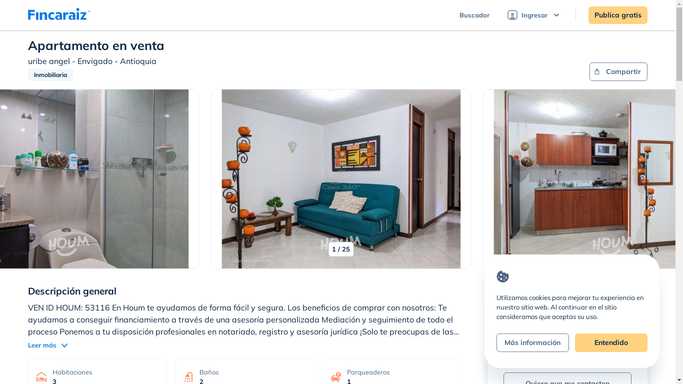 Fincaraiz
Buscador
Ingresar
Publica gratis
Apartamento en venta
uribe angel - Envigado - Antioquia
Inmobiliaria
Compartir
HOUM
HOUM
HOUM
1 / 25
Descripción general
VEN ID HOUM: 53116 En Houm te ayudamos de forma fácil y segura. Los beneficios de comprar con nosotros: Te
ayudamos a conseguir financiamiento a través de una asesoría personalizada Mediación y seguimiento de todo el
proceso Ponemos a tu disposición profesionales en notariado, registro y asesoría jurídica ¡Solo te preocupas de las...
Leer más
Habitaciones
3
Baños
2
Parqueaderos
1
Utilizamos cookies para mejorar tu experiencia en
nuestro sitio web. Al continuar en el sitio
consideramos que aceptas su uso.
Más información
Entendido
Quiero que me contacten